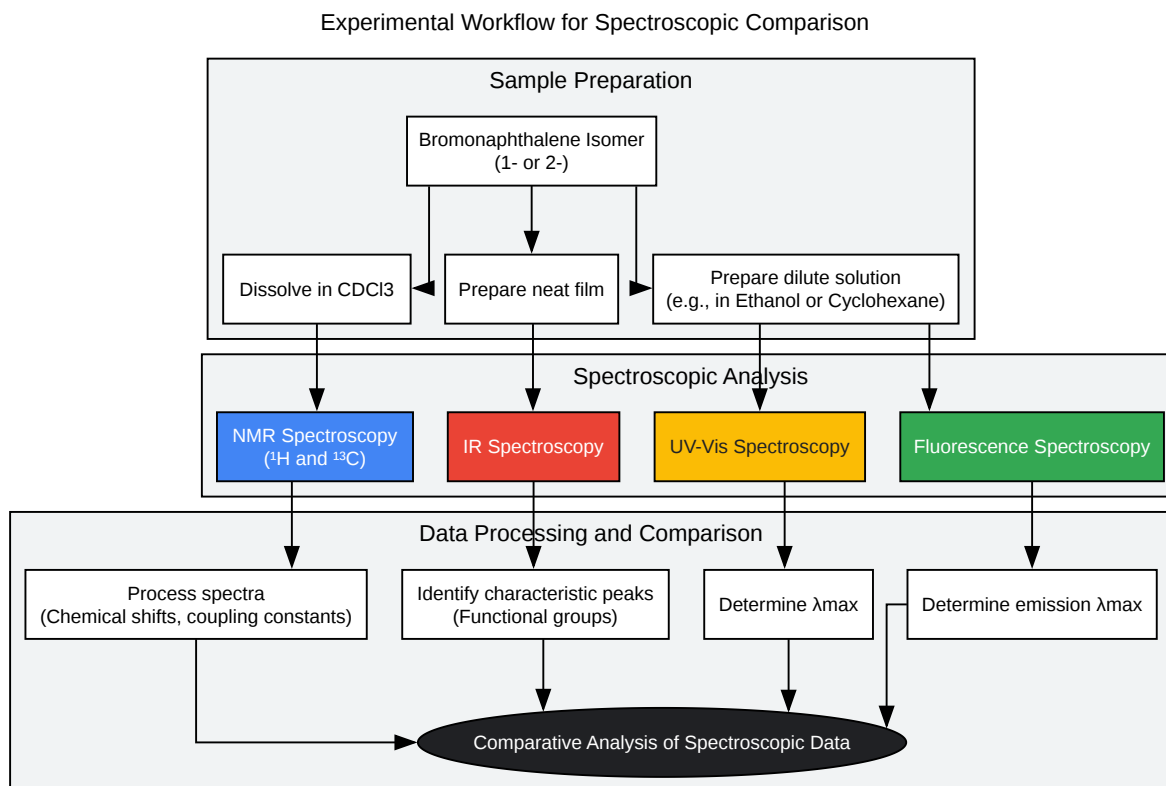 Experimental Workflow for Spectroscopic Comparison
Sample Preparation
Bromonaphthalene Isomer
(1- or 2-)
Dissolve in CDCl3
Prepare neat film
Prepare dilute solution
(e.g., in Ethanol or Cyclohexane)
Spectroscopic Analysis
NMR Spectroscopy
(¹H and ¹³C)
IR Spectroscopy
UV-Vis Spectroscopy
Fluorescence Spectroscopy
Data Processing and Comparison
Process spectra
(Chemical shifts, coupling constants)
Identify characteristic peaks
(Functional groups)
Determine λmax
Determine emission λmax
Comparative Analysis of Spectroscopic Data